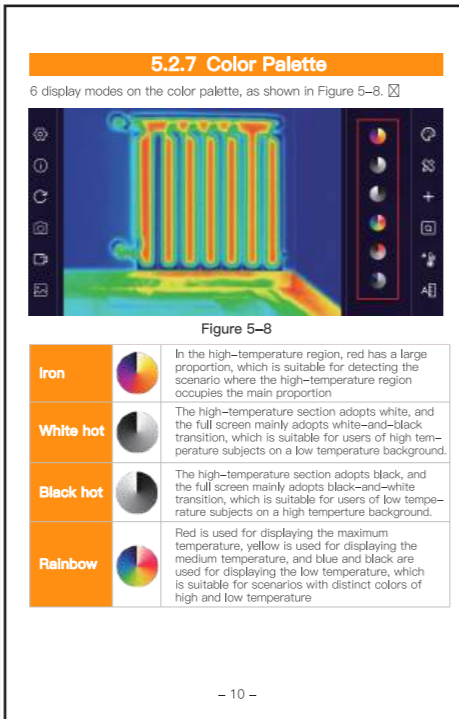 5.2.7 Color Palette
6 display modes on the color palette, as shown in Figure 5–8.
Figure 5–8
Iron
In the high–temperature region, red has a large
proportion, which is suitable for detecting the
scenario where the high–temperature region
occupies the main proportion
White hot
The high–temperature section adopts white, and
the full screen mainly adopts white–and–black
transition, which is suitable for users of high tem–
perature subjects on a low temperature background.
Black hot
The high–temperature section adopts black, and
the full screen mainly adopts black–and–white
transition, which is suitable for users of low tempe–
rature subjects on a high temperture background.
Rainbow
Red is used for displaying the maximum
temperature, yellow is used for displaying the
medium temperature, and blue and black are
used for displaying the low temperature, which
is suitable for scenarios with distinct colors of
high and low temperature
– 10 –